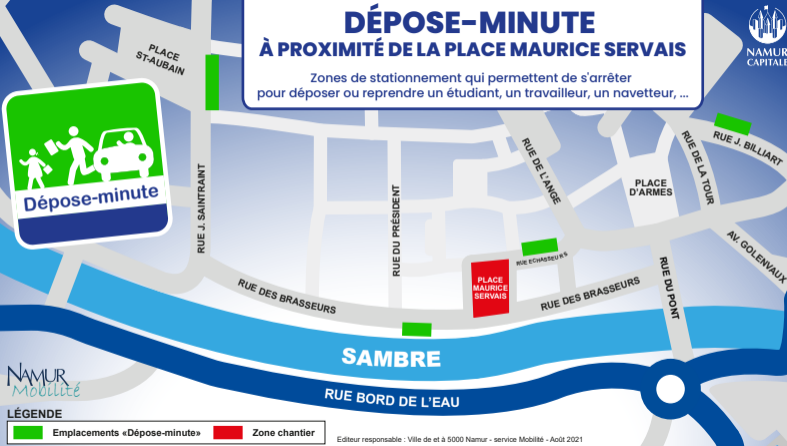 DÉPOSE-MINUTE
À PROXIMITÉ DE LA PLACE MAURICE SERVAIS
Zones de stationnement qui permettent de s'arrêter
pour déposer ou reprendre un étudiant, un travailleur, un navetteur, ...
NAMUR
CAPITALE
PLACE
ST-AUBAIN
Dépose-minute
RUE J. SAINTRAINT
RUE DU PRÉSIDENT
RUE DE L'ANGE
RUE DE LA TOUR
RUE J. BILLIART
PLACE
D'ARMES
AV. GOLENVAUX
RUE ECHASSEURS
PLACE
MAURICE
SERVAIS
RUE DES BRASSEURS
RUE DES BRASSEURS
RUE DU PONT
SAMBRE
RUE BORD DE L'EAU
NAMUR
Mobilité
LÉGENDE
Emplacements «Dépose-minute»
Zone chantier
Editeur responsable : Ville de et à 5000 Namur - service Mobilité - Août 2021